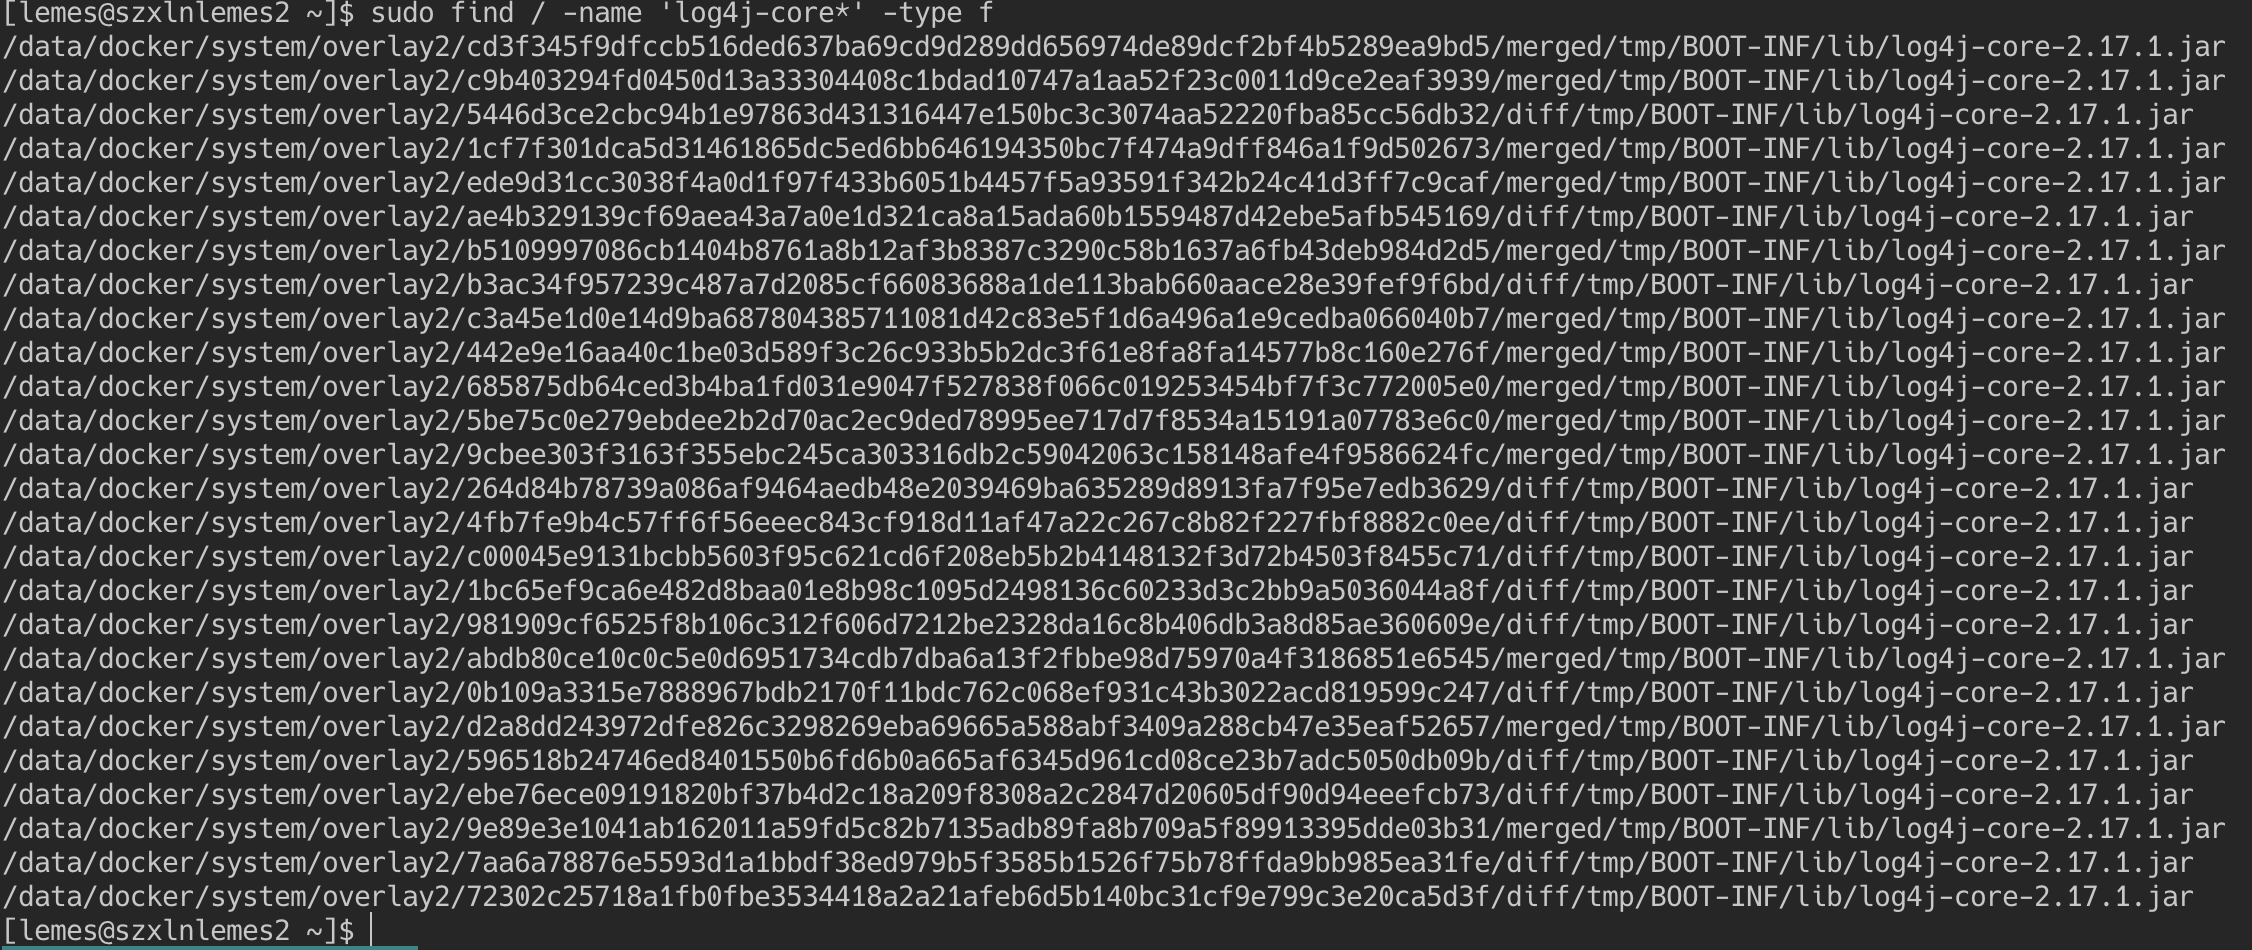 [lemes@szxlnlemes2 ~]$ sudo find / -name 'log4j-core*' -type f
/data/docker/system/overlay2/cd3f345f9dfccb516ded637ba69cd9d289dd656974de89dcf2bf4b5289ea9bd5/merged/tmp/BOOT-INF/lib/log4j-core-2.17.1.jar
/data/docker/system/overlay2/c9b403294fd0450d13a33304408c1bdad10747a1aa52f23c0011d9ce2eaf3939/merged/tmp/BOOT-INF/lib/log4j-core-2.17.1.jar
/data/docker/system/overlay2/5446d3ce2cbc94b1e97863d431316447e150bc3c3074aa52220fba85cc56db32/diff/tmp/BOOT-INF/lib/log4j-core-2.17.1.jar
/data/docker/system/overlay2/1cf7f301dca5d31461865dc5ed6bb646194350bc7f474a9dff846a1f9d502673/merged/tmp/BOOT-INF/lib/log4j-core-2.17.1.jar
/data/docker/system/overlay2/ede9d31cc3038f4a0d1f97f433b6051b4457f5a93591f342b24c41d3ff7c9caf/merged/tmp/BOOT-INF/lib/log4j-core-2.17.1.jar
/data/docker/system/overlay2/ae4b329139cf69aea43a7a0e1d321ca8a15ada60b1559487d42ebe5afb545169/diff/tmp/BOOT-INF/lib/log4j-core-2.17.1.jar
/data/docker/system/overlay2/b5109997086cb1404b8761a8b12af3b8387c3290c58b1637a6fb43deb984d2d5/merged/tmp/BOOT-INF/lib/log4j-core-2.17.1.jar
/data/docker/system/overlay2/b3ac34f957239c487a7d2085cf66083688a1de113bab660aace28e39fef9f6bd/diff/tmp/BOOT-INF/lib/log4j-core-2.17.1.jar
/data/docker/system/overlay2/c3a45e1d0e14d9ba687804385711081d42c83e5f1d6a496a1e9cedba066040b7/merged/tmp/BOOT-INF/lib/log4j-core-2.17.1.jar
/data/docker/system/overlay2/442e9e16aa40c1be03d589f3c26c933b5b2dc3f61e8fa8fa14577b8c160e276f/merged/tmp/BOOT-INF/lib/log4j-core-2.17.1.jar
/data/docker/system/overlay2/685875db64ced3b4ba1fd031e9047f527838f066c019253454bf7f3c772005e0/merged/tmp/BOOT-INF/lib/log4j-core-2.17.1.jar
/data/docker/system/overlay2/5be75c0e279ebdee2b2d70ac2ec9ded78995ee717d7f8534a15191a07783e6c0/merged/tmp/BOOT-INF/lib/log4j-core-2.17.1.jar
/data/docker/system/overlay2/9cbee303f3163f355ebc245ca303316db2c59042063c158148afe4f9586624fc/merged/tmp/BOOT-INF/lib/log4j-core-2.17.1.jar
/data/docker/system/overlay2/264d84b78739a086af9464aedb48e2039469ba635289d8913fa7f95e7edb3629/diff/tmp/BOOT-INF/lib/log4j-core-2.17.1.jar
/data/docker/system/overlay2/4fb7fe9b4c57ff6f56eeec843cf918d11af47a22c267c8b82f227fbf8882c0ee/diff/tmp/BOOT-INF/lib/log4j-core-2.17.1.jar
/data/docker/system/overlay2/c00045e9131bcbb5603f95c621cd6f208eb5b2b4148132f3d72b4503f8455c71/diff/tmp/BOOT-INF/lib/log4j-core-2.17.1.jar
/data/docker/system/overlay2/1bc65ef9ca6e482d8baa01e8b98c1095d2498136c60233d3c2bb9a5036044a8f/diff/tmp/BOOT-INF/lib/log4j-core-2.17.1.jar
/data/docker/system/overlay2/981909cf6525f8b106c312f606d7212be2328da16c8b406db3a8d85ae360609e/diff/tmp/BOOT-INF/lib/log4j-core-2.17.1.jar
/data/docker/system/overlay2/abdb80ce10c0c5e0d6951734cdb7dba6a13f2fbbe98d75970a4f3186851e6545/merged/tmp/BOOT-INF/lib/log4j-core-2.17.1.jar
/data/docker/system/overlay2/0b109a3315e7888967bdb2170f11bdc762c068ef931c43b3022acd819599c247/diff/tmp/BOOT-INF/lib/log4j-core-2.17.1.jar
/data/docker/system/overlay2/d2a8dd243972dfe826c3298269eba69665a588abf3409a288cb47e35eaf52657/merged/tmp/BOOT-INF/lib/log4j-core-2.17.1.jar
/data/docker/system/overlay2/596518b24746ed8401550b6fd6b0a665af6345d961cd08ce23b7adc5050db09b/diff/tmp/BOOT-INF/lib/log4j-core-2.17.1.jar
/data/docker/system/overlay2/ebe76ece09191820bf37b4d2c18a209f8308a2c2847d20605df90d94eeefcb73/diff/tmp/BOOT-INF/lib/log4j-core-2.17.1.jar
/data/docker/system/overlay2/9e89e3e1041ab162011a59fd5c82b7135adb89fa8b709a5f89913395dde03b31/merged/tmp/BOOT-INF/lib/log4j-core-2.17.1.jar
/data/docker/system/overlay2/7aa6a78876e5593d1a1bbdf38ed979b5f3585b1526f75b78ffda9bb985ea31fe/diff/tmp/BOOT-INF/lib/log4j-core-2.17.1.jar
/data/docker/system/overlay2/72302c25718a1fb0fbe3534418a2a21afeb6d5b140bc31cf9e799c3e20ca5d3f/diff/tmp/BOOT-INF/lib/log4j-core-2.17.1.jar
[lemes@szxlnlemes2 ~]$